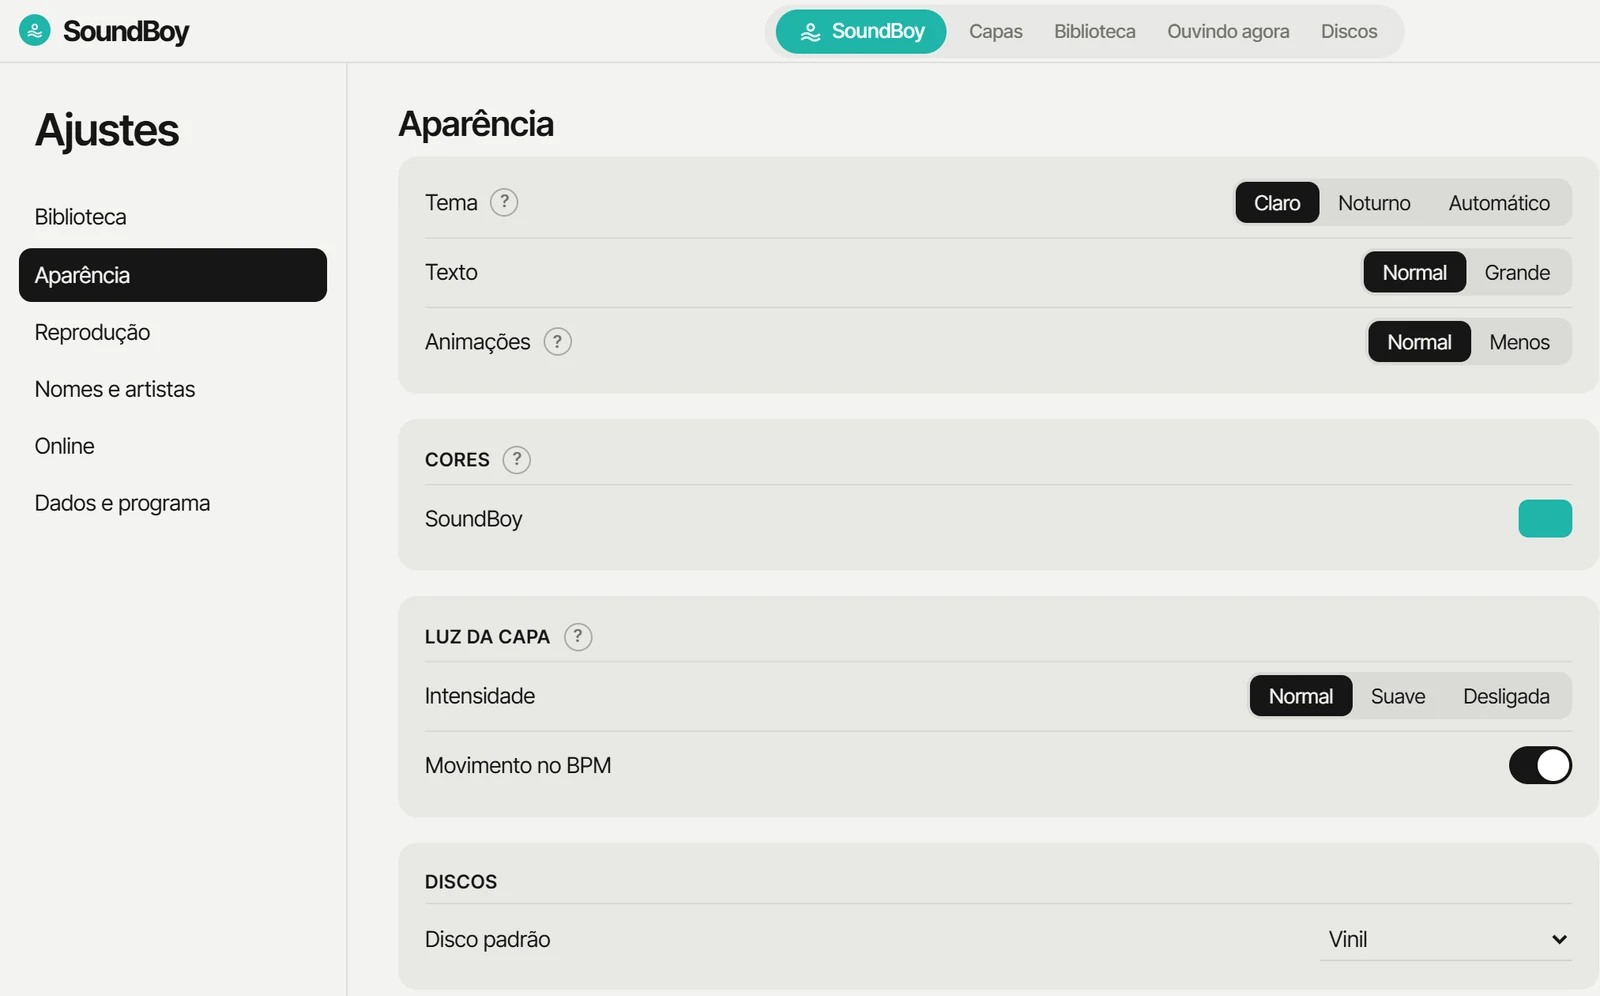 SoundBoy
SoundBoy Capas Biblioteca Ouvindo agora Discos
Ajustes
Biblioteca
Aparência
Reprodução
Nomes e artistas
Online
Dados e programa
Aparência
Tema ? Claro Noturno Automático
Texto Normal Grande
Animações ? Normal Menos
CORES ?
SoundBoy
LUZ DA CAPA ?
Intensidade Normal Suave Desligada
Movimento no BPM
DISCOS
Disco padrão Vinil